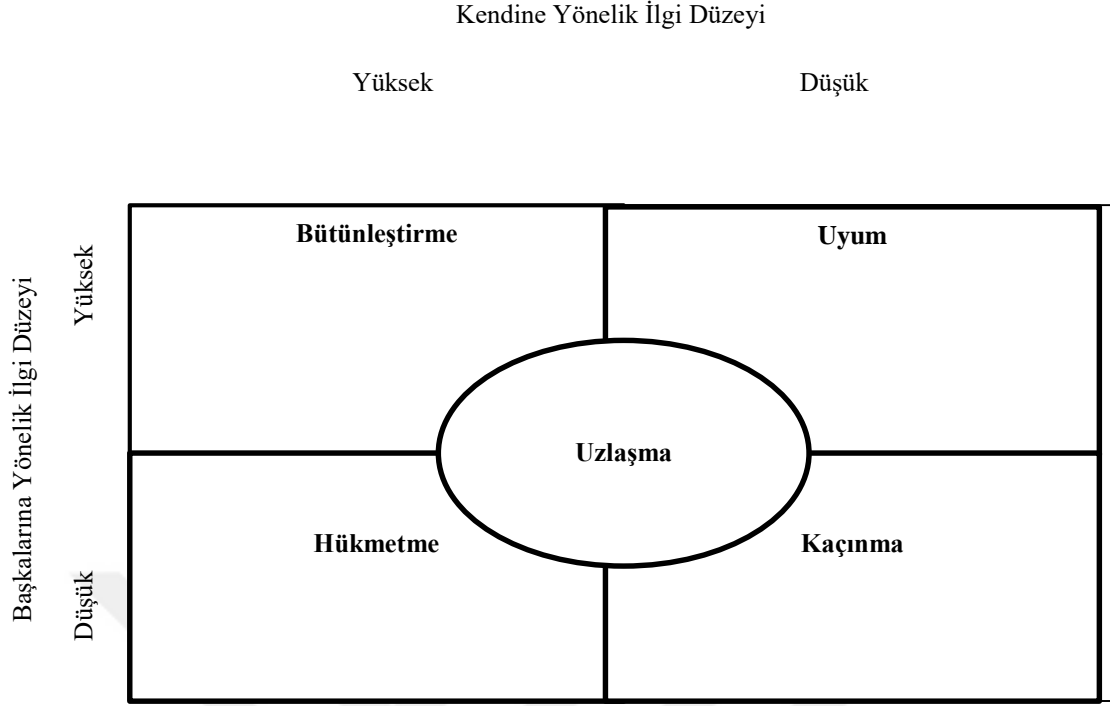 Kendine Yönelik İlgi Düzeyi
Yüksek
Düşük
Başkalarına Yönelik İlgi Düzeyi
Yüksek
Düşük
Bütünleştirme
Uyum
Uzlaşma
Hükmetme
Kaçınma